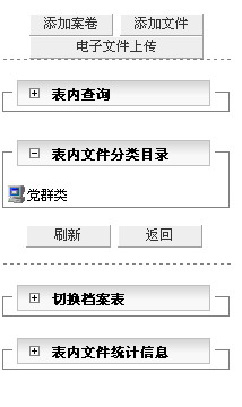 添加案卷 添加文件
电子文件上传
表内查询
表内文件分类目录
党群类
刷新 返回
切换档案表
表内文件统计信息